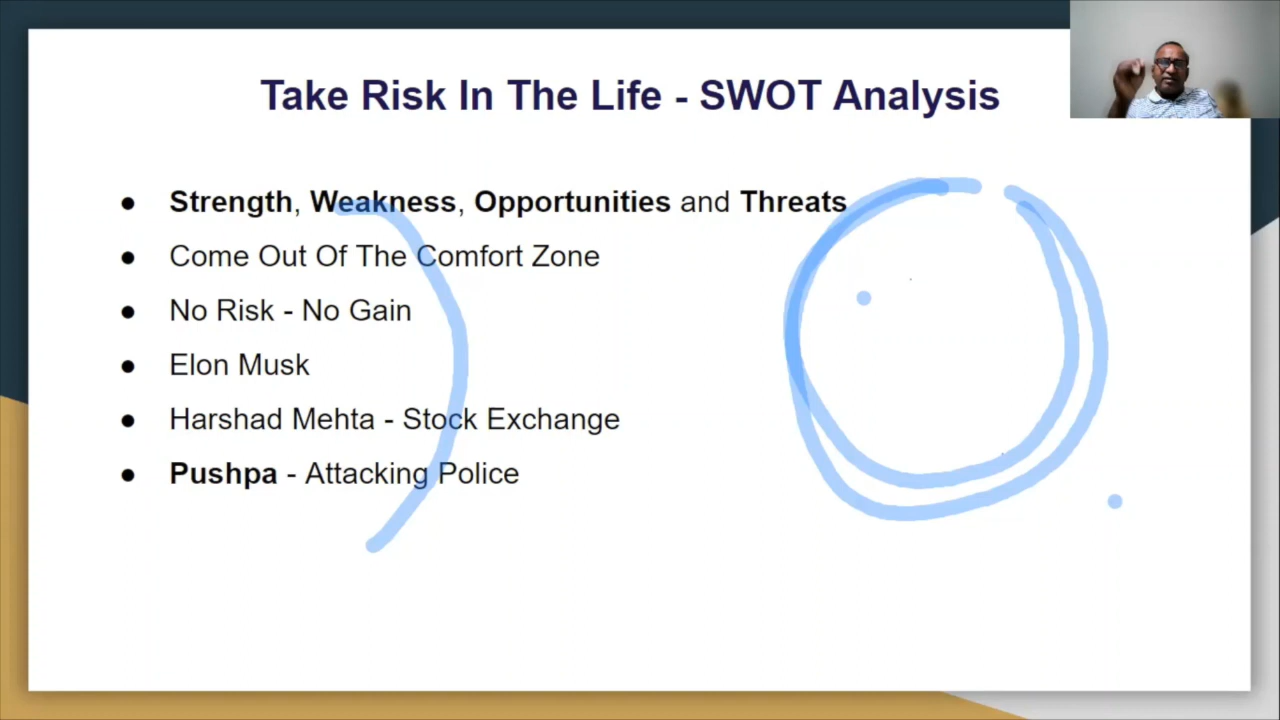 Take Risk In The Life - SWOT Analysis
● Strength, Weakness, Opportunities and Threats
● Come Out Of The Comfort Zone
● No Risk - No Gain
● Elon Musk
● Harshad Mehta - Stock Exchange
● Pushpa - Attacking Police